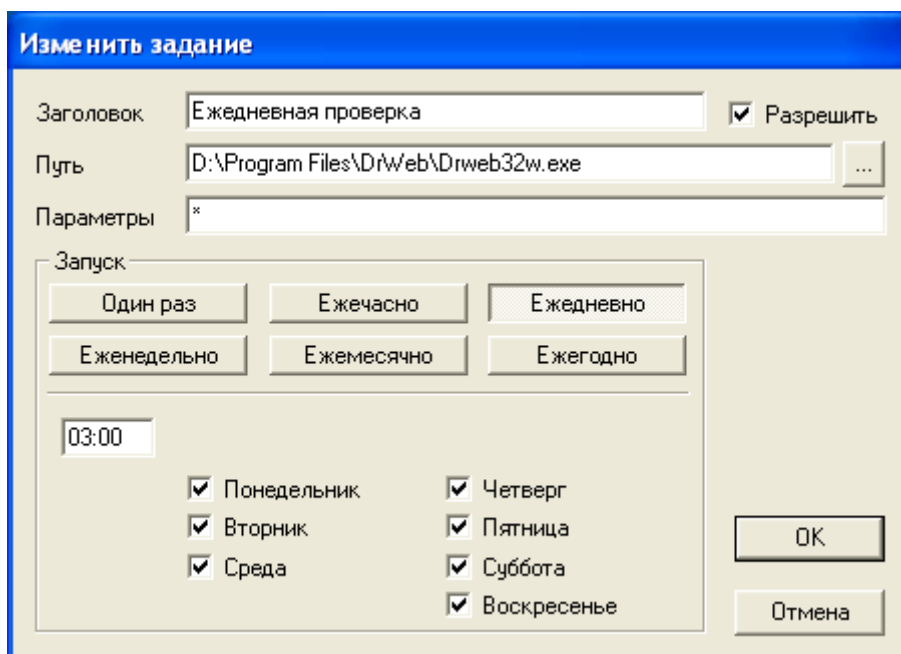 Изменить задание
Заголовок Ежедневная проверка Разрешить
Путь D:\Program Files\DrWeb\Drweb32w.exe ...
Параметры *
Запуск
Один раз Ежечасно Ежедневно
Еженедельно Ежемесячно Ежегодно
03:00
Понедельник Четверг
Вторник Пятница
Среда Суббота
Воскресенье
OK
Отмена